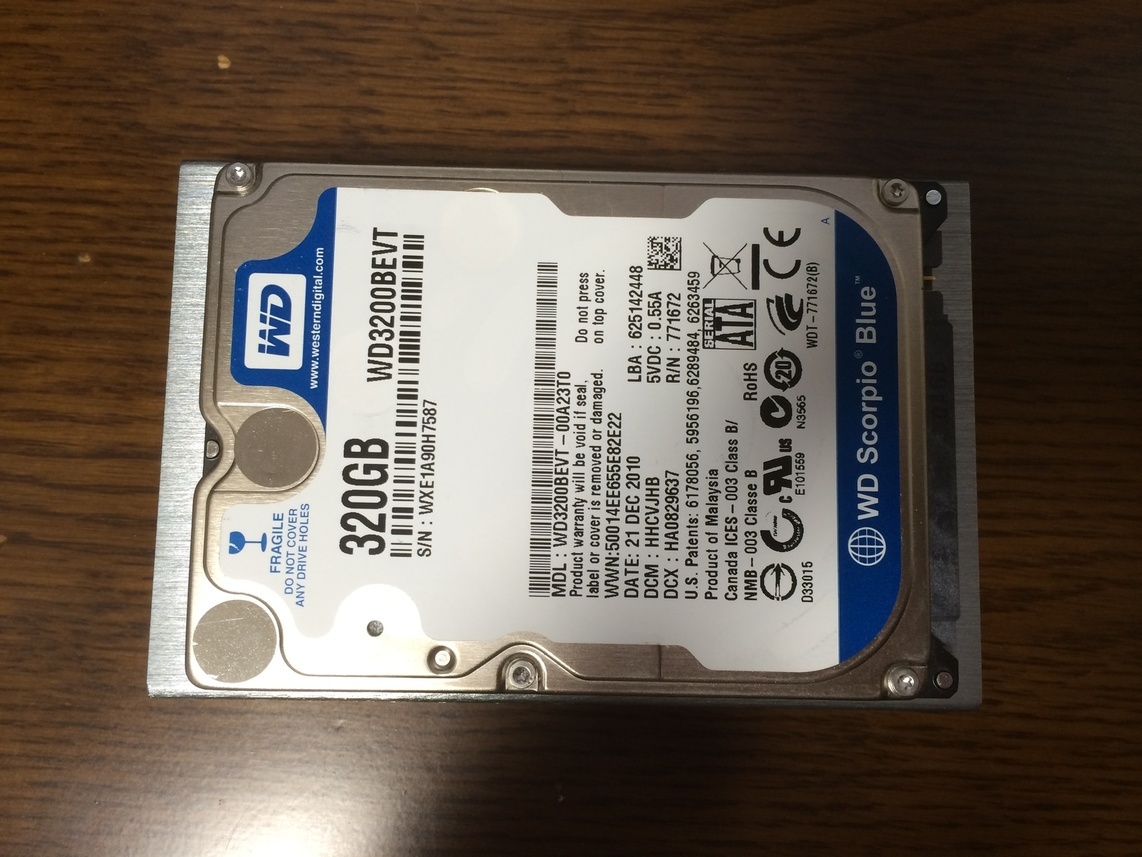 WD
www.westerndigital.com
FRAGILE
DO NOT COVER
ANY DRIVE HOLES
320GB
WD3200BEVT
S/N : WXE1A90H7587
MDL : WD3200BEVT - 00A23T0
Product warranty will be void if seal,
label or cover is removed or damaged.
Do not press
on top cover.
WWN:50014EE655E82E22
DATE: 21 DEC 2010
DCM : HHCVJHB
DCX : HA0829637
LBA : 625142448
5VDC : 0.55A
R/N : 771672
U.S. Patents: 6178056, 5956196,6289484, 6263459
Product of Malaysia
Canada ICES - 003 Class B/
NMB - 003 Classe B
RoHS
SERIAL
ATA
20
CE
c RU US
D33015
E101559
N3565
WDT - 771672(B)
A
WD Scorpio® Blue™